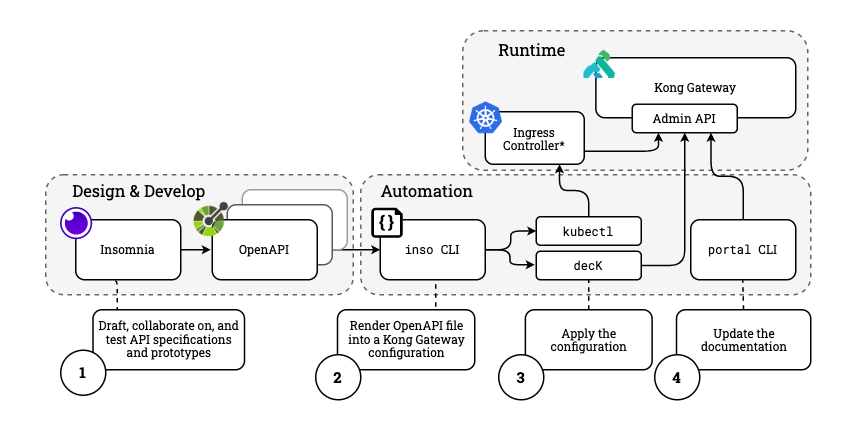 Runtime
Kong Gateway
Admin API
Ingress
Controller*
Design & Develop
Automation
Insomnia
OpenAPI
{}
inso CLI
kubectl
decK
portal CLI
Draft, collaborate on, and
test API specifications
and prototypes
1
Render OpenAPI file
into a Kong Gateway
configuration
2
Apply the
configuration
3
Update the
documentation
4